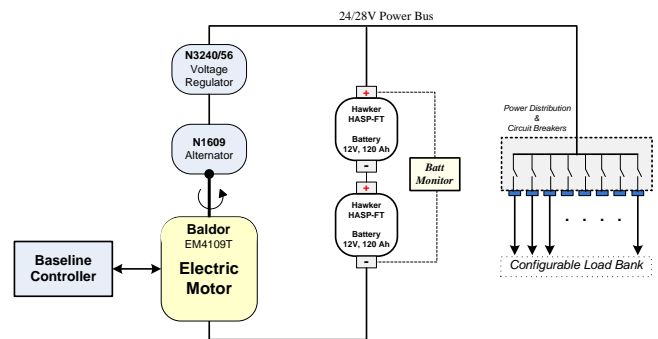 24/28V Power Bus
N3240/56
Voltage
Regulator
N1609
Alternator
Baldor
EM4109T
Electric
Motor
Baseline
Controller
+
Hawker
HASP-FT
Battery
12V, 120 Ah
-
+
Hawker
HASP-FT
Battery
12V, 120 Ah
-
Batt
Monitor
Power Distribution
&
Circuit Breakers
. . . .
Configurable Load Bank